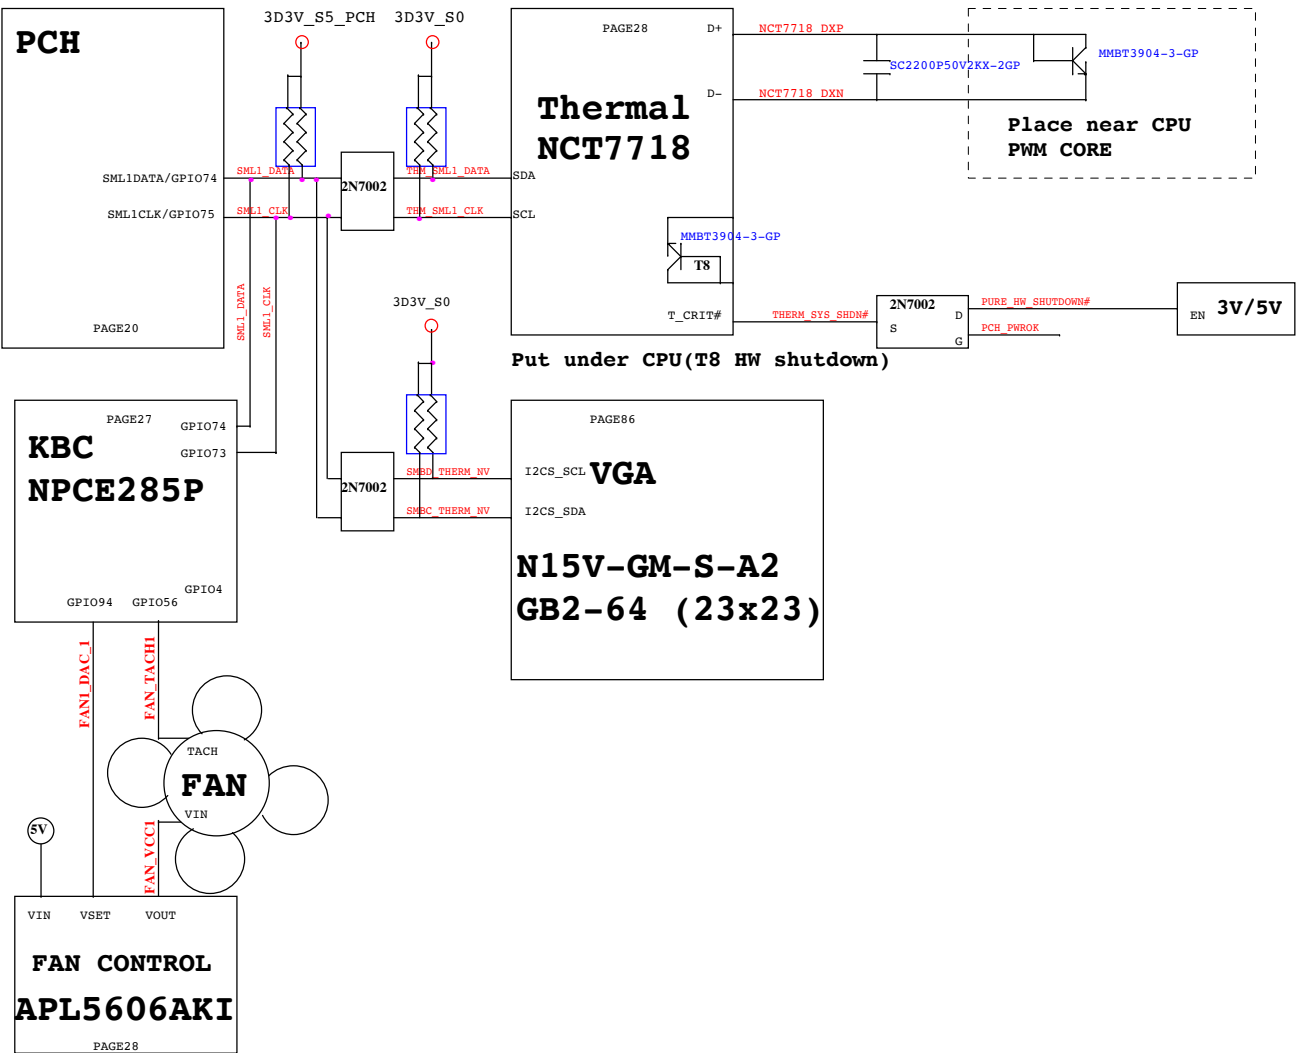 3D3V_S5_PCH
3D3V_S0
PCH
SML1DATA/GPIO74
SML1CLK/GPIO75
PAGE20
SML1_DATA
SML1_CLK
2N7002
THM_SML1_DATA
THM_SML1_CLK
PAGE28
D+
D-
Thermal
NCT7718
SDA
SCL
NCT7718_DXP
NCT7718_DXN
SC2200P50V2KX-2GP
MMBT3904-3-GP
Place near CPU
PWM CORE
MMBT3904-3-GP
T8
T_CRIT#
THERM_SYS_SHDN#
2N7002
S
D
G
PURE_HW_SHUTDOWN#
PCH_PWROK
EN
3V/5V
Put under CPU(T8 HW shutdown)
SML1_DATA
SML1_CLK
3D3V_S0
PAGE27
GPIO74
GPIO73
KBC
NPCE285P
GPIO4
GPIO94
GPIO56
2N7002
SMBD_THERM_NV
SMBC_THERM_NV
PAGE86
I2CS_SCL
VGA
I2CS_SDA
N15V-GM-S-A2
GB2-64 (23x23)
FAN1_DAC_1
FAN_TACH1
TACH
FAN
VIN
FAN_VCC1
5V
VIN
VSET
VOUT
FAN CONTROL
APL5606AKI
PAGE28